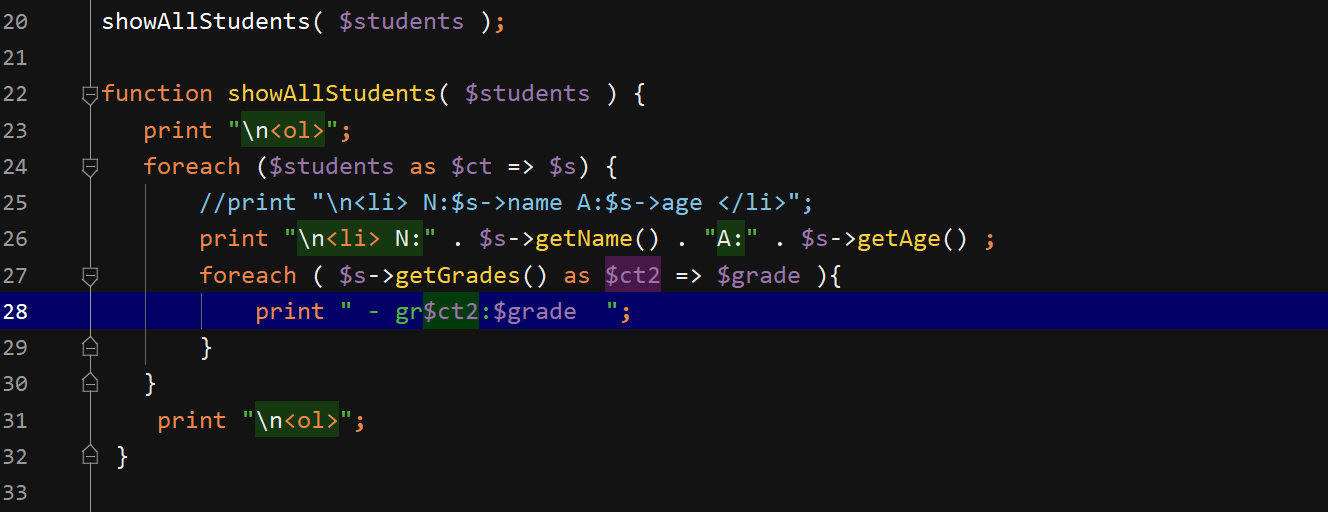 20 showAllStudents( $students );
21
22 function showAllStudents( $students ) {
23 print "\n<ol>";
24 foreach ($students as $ct => $s) {
25 //print "\n<li> N:$s->name A:$s->age </li>";
26 print "\n<li> N:" . $s->getName() . "A:" . $s->getAge() ;
27 foreach ( $s->getGrades() as $ct2 => $grade ){
28 print " - gr$ct2:$grade  ";
29 }
30 }
31 print "\n<ol>";
32 }
33